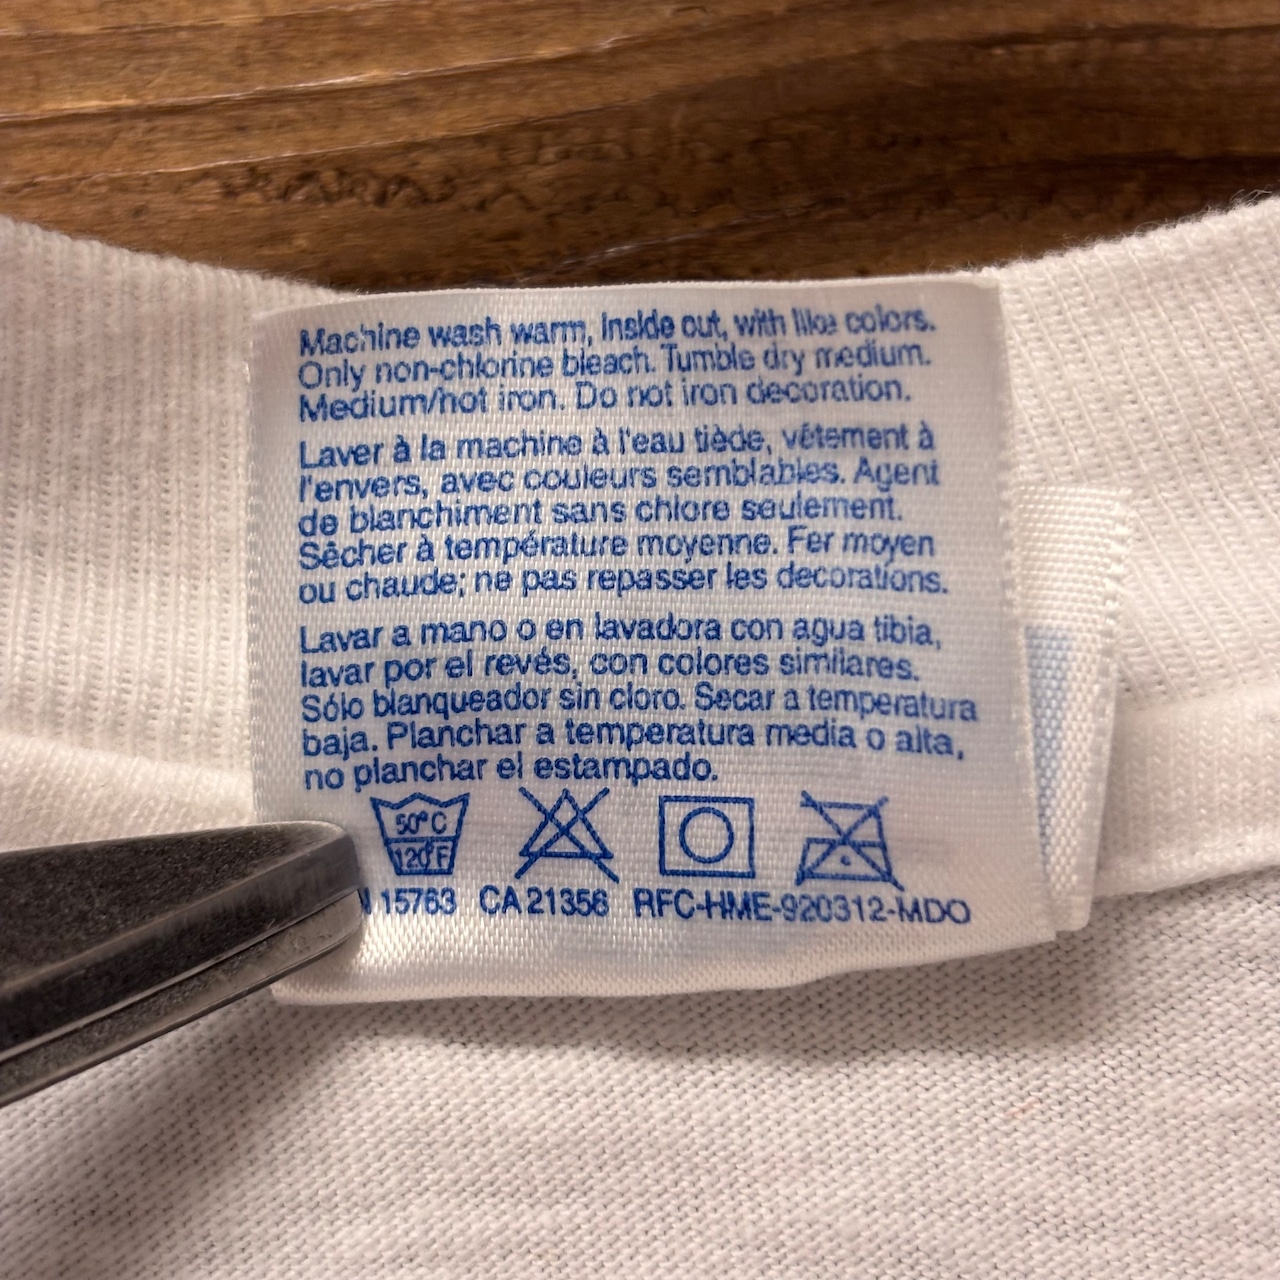 Machine wash warm, inside out, with like colors.
Only non-chlorine bleach. Tumble dry medium.
Medium/hot iron. Do not iron decoration.
Laver à la machine à l'eau tiède, vêtement à
l'envers, avec couleurs semblables. Agent
de blanchiment sans chlore seulement.
Sêcher à température moyenne. Fer moyen
ou chaude; ne pas repasser les decorations.
Lavar a mano o en lavadora con agua tibia,
lavar por el revés, con colores similares.
Sólo blanqueador sin cloro. Secar a temperatura
baja. Planchar a temperatura media o alta,
no planchar el estampado.
50°C
120°F
15763 CA 21356 RFC-HME-920312-MDO